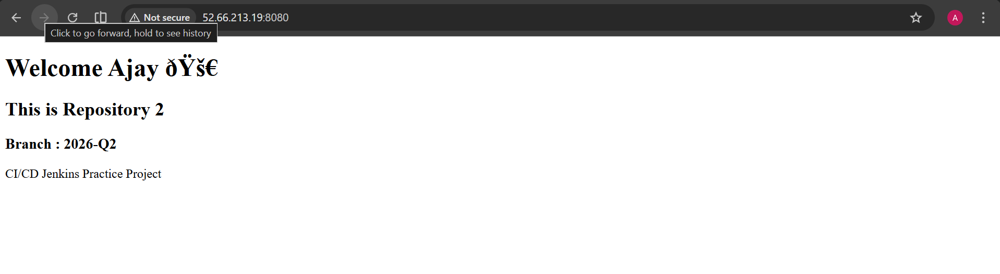 Not secure 52.66.213.19:8080
A
Click to go forward, hold to see history
Welcome Ajay ðŸš€
This is Repository 2
Branch : 2026-Q2
CI/CD Jenkins Practice Project